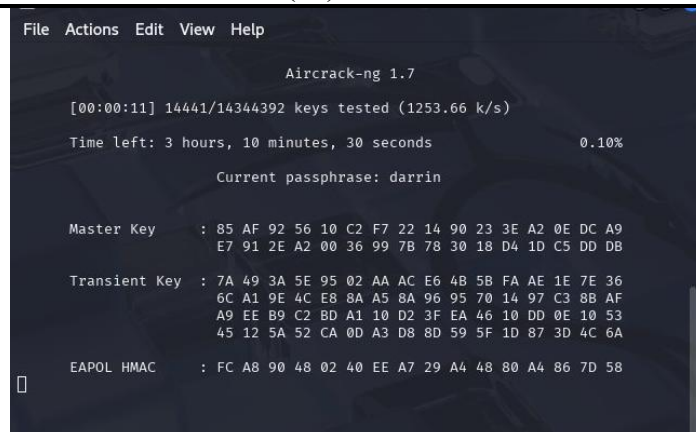 File Actions Edit View Help
Aircrack-ng 1.7
[00:00:11] 14441/14344392 keys tested (1253.66 k/s)
Time left: 3 hours, 10 minutes, 30 seconds 0.10%
Current passphrase: darrin
Master Key : 85 AF 92 56 10 C2 F7 22 14 90 23 3E A2 0E DC A9
E7 91 2E A2 00 36 99 7B 78 30 18 D4 1D C5 DD DB
Transient Key : 7A 49 3A 5E 95 02 AA AC E6 4B 5B FA AE 1E 7E 36
6C A1 9E 4C E8 8A A5 8A 96 95 70 14 97 C3 8B AF
A9 EE B9 C2 BD A1 10 D2 3F EA 46 10 DD 0E 10 53
45 12 5A 52 CA 0D A3 D8 8D 59 5F 1D 87 3D 4C 6A
EAPOL HMAC : FC A8 90 48 02 40 EE A7 29 A4 48 80 A4 86 7D 58